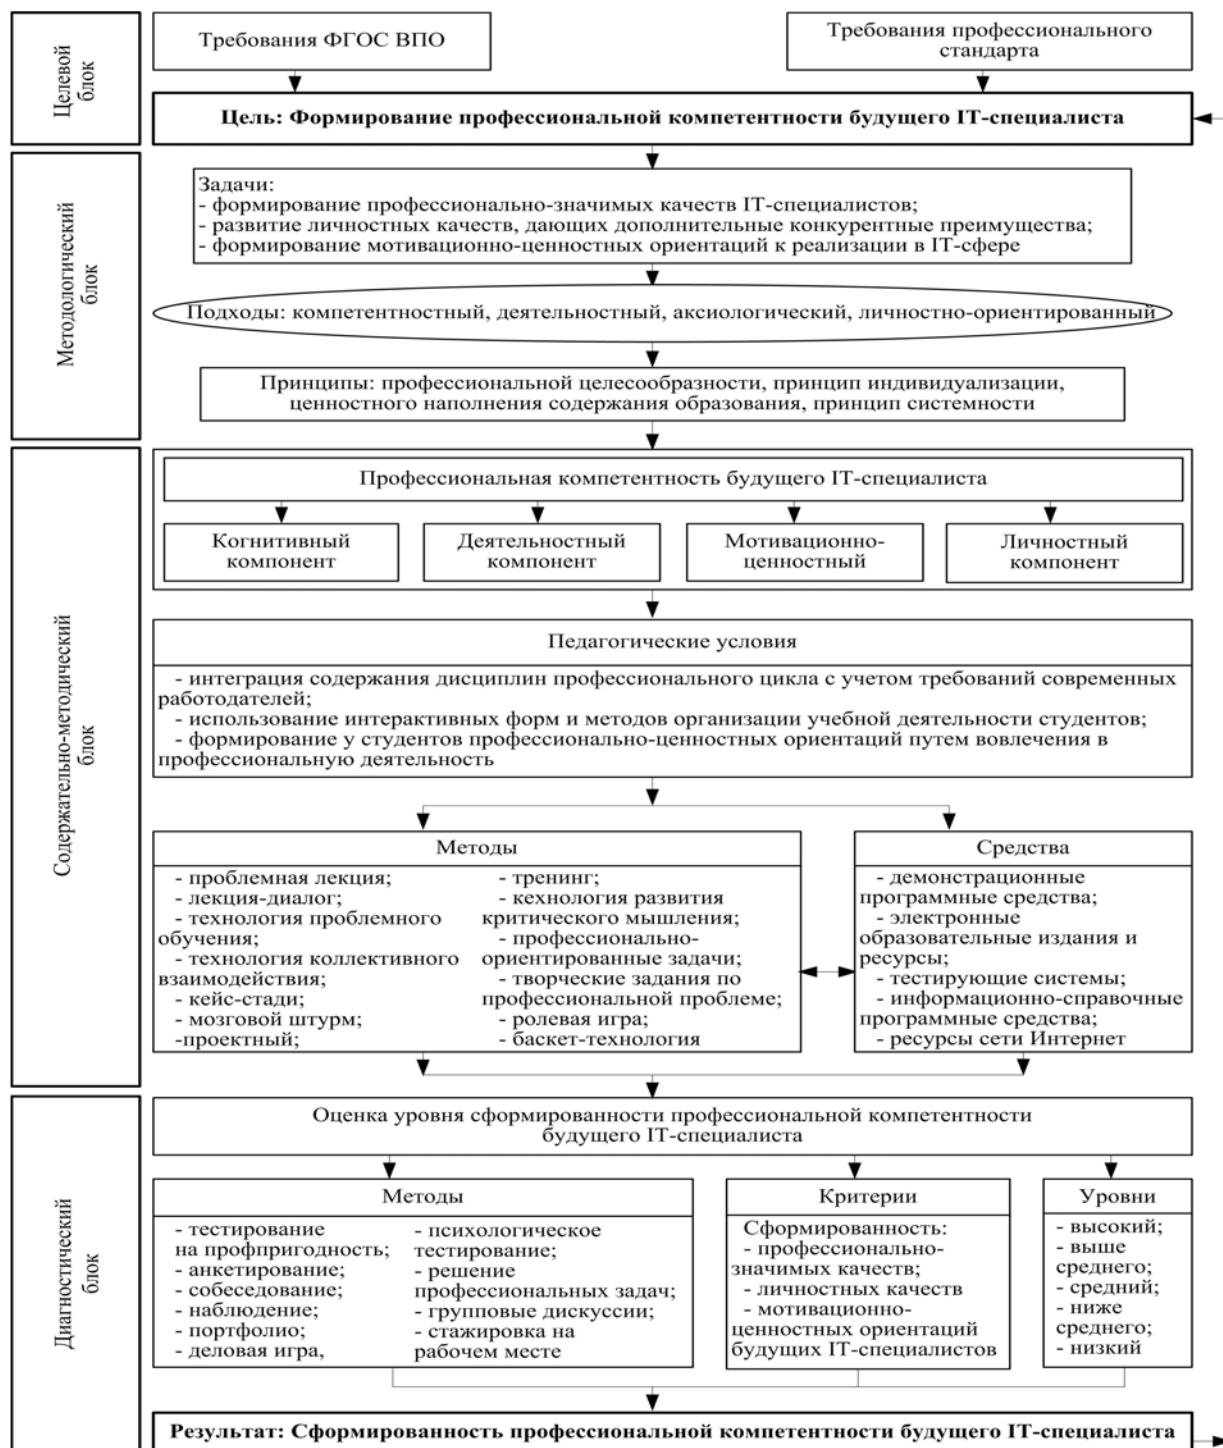 Целевой
блок
Требования ФГОС ВПО
Требования профессионального
стандарта
Цель: Формирование профессиональной компетентности будущего IT-специалиста
Методологический
блок
Задачи:
- формирование профессионально-значимых качеств IT-специалистов;
- развитие личностных качеств, дающих дополнительные конкурентные преимущества;
- формирование мотивационно-ценностных ориентаций к реализации в IT-сфере
Подходы: компетентностный, деятельностный, аксиологический, личностно-ориентированный
Принципы: профессиональной целесообразности, принцип индивидуализации,
ценностного наполнения содержания образования, принцип системности
Содержательно-методический
блок
Профессиональная компетентность будущего IT-специалиста
Когнитивный
компонент
Деятельностный
компонент
Мотивационно-
ценностный
Личностный
компонент
Педагогические условия
- интеграция содержания дисциплин профессионального цикла с учетом требований современных
работодателей;
- использование интерактивных форм и методов организации учебной деятельности студентов;
- формирование у студентов профессионально-ценностных ориентаций путем вовлечения в
профессиональную деятельность
Методы
- проблемная лекция;
- лекция-диалог;
- технология проблемного
обучения;
- технология коллективного
взаимодействия;
- кейс-стади;
- мозговой штурм;
-проектный;
- тренинг;
- кехнология развития
критического мышления;
- профессионально-
ориентированные задачи;
- творческие задания по
профессиональной проблеме;
- ролевая игра;
- баскет-технология
Средства
- демонстрационные
программные средства;
- электронные
образовательные издания и
ресурсы;
- тестирующие системы;
- информационно-справочные
программные средства;
- ресурсы сети Интернет
Диагностический
блок
Оценка уровня сформированности профессиональной компетентности
будущего IT-специалиста
Методы
- тестирование
на профпригодность;
- анкетирование;
- собеседование;
- наблюдение;
- портфолио;
- деловая игра,
- психологическое
тестирование;
- решение
профессиональных задач;
- групповые дискуссии;
- стажировка на
рабочем месте
Критерии
Сформированность:
- профессионально-
значимых качеств;
- личностных качеств
- мотивационно-
ценностных ориентаций
будущих IT-специалистов
Уровни
- высокий;
- выше
среднего;
- средний;
- ниже
среднего;
- низкий
Результат: Сформированность профессиональной компетентности будущего IT-специалиста